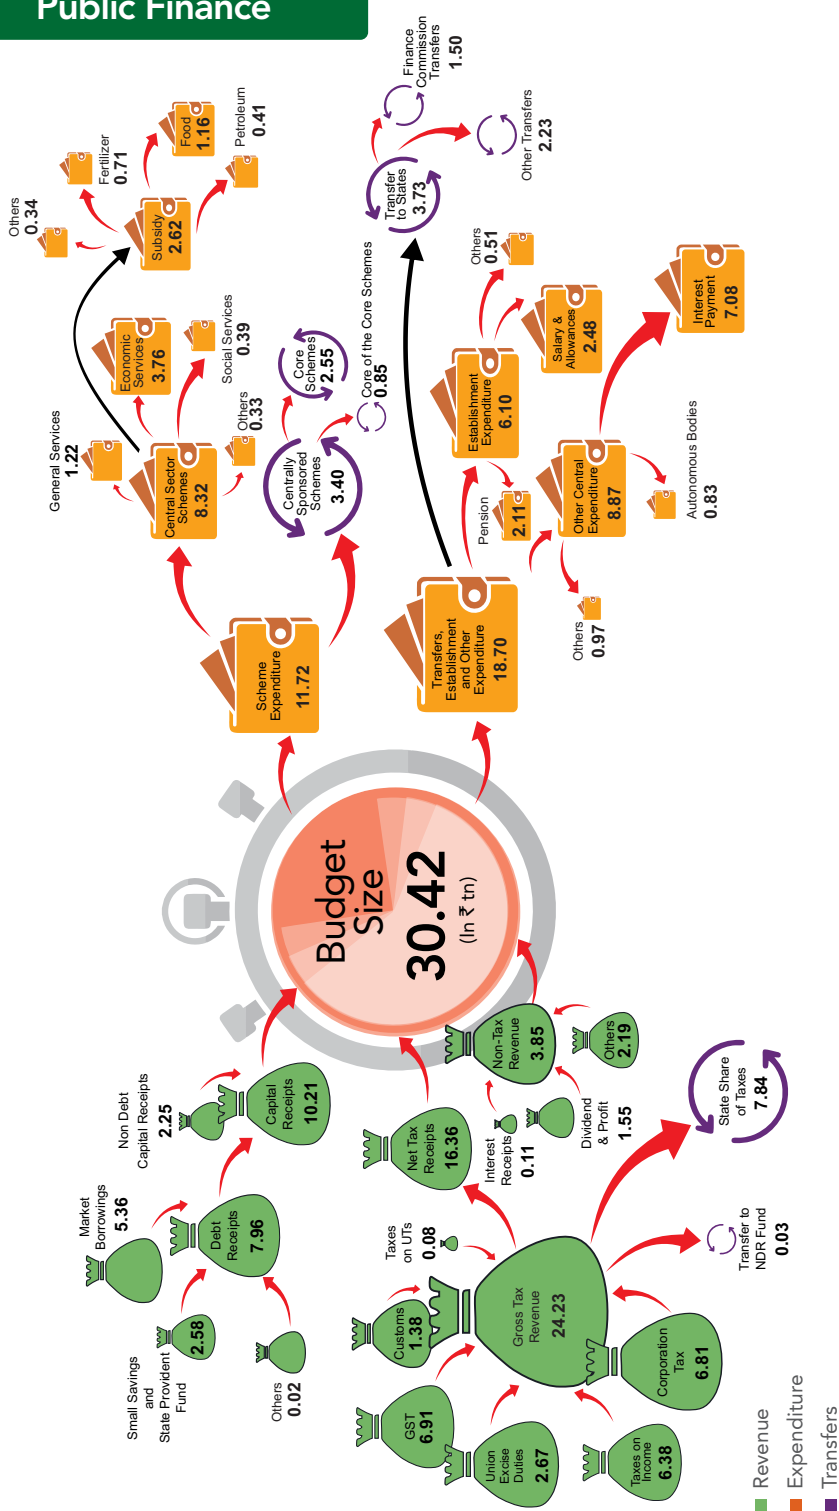 Public Finance
Budget
Size
30.42
(In ₹ tn)
Non Debt
Capital Receipts
2.25
Capital
Receipts
10.21
Market
Borrowings
5.36
Debt
Receipts
7.96
Small Savings
and
State Provident
Fund
2.58
Others
0.02
Net Tax
Receipts
16.36
Non-Tax
Revenue
3.85
Interest
Receipts
0.11
Dividend
& Profit
1.55
Others
2.19
Taxes
on UTs
0.08
Customs
1.38
GST
6.91
Union
Excise
Duties
2.67
Taxes on
Income
6.38
Corporation
Tax
6.81
Gross Tax
Revenue
24.23
State Share
of Taxes
7.84
Transfer to
NDR Fund
0.03
Scheme
Expenditure
11.72
Central Sector
Schemes
8.32
General Services
1.22
Economic
Services
3.76
Social Services
0.39
Others
0.33
Subsidy
2.62
Others
0.34
Fertilizer
0.71
Food
1.16
Petroleum
0.41
Centrally
Sponsored
Schemes
3.40
Core
Schemes
2.55
Core of the Core Schemes
0.85
Transfers,
Establishment
and Other
Expenditure
18.70
Transfer
to States
3.73
Finance
Commission
Transfers
1.50
Other Transfers
2.23
Establishment
Expenditure
6.10
Others
0.51
Salary &
Allowances
2.48
Pension
2.11
Other Central
Expenditure
8.87
Interest
Payment
7.08
Autonomous Bodies
0.83
Others
0.97
Revenue
Expenditure
Transfers